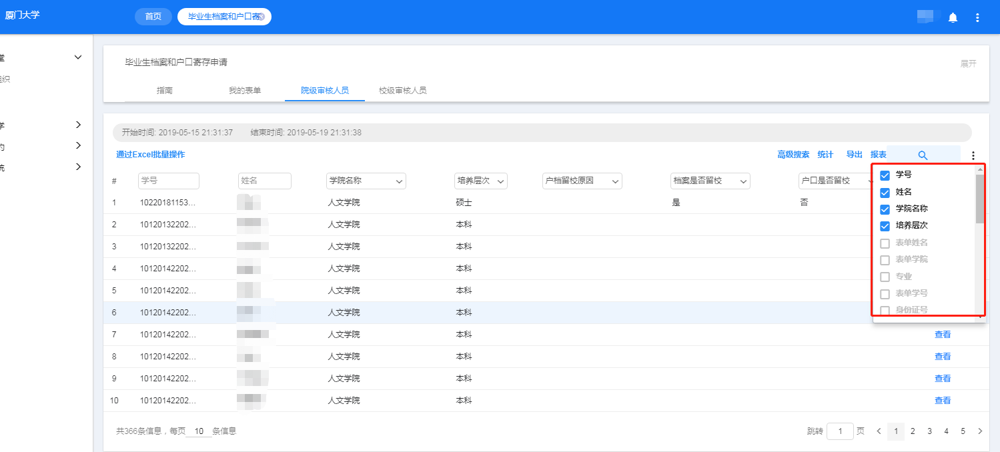 厦门大学 首页 毕业生档案和户口寄
堂
组织
学
约
统
毕业生档案和户口寄存申请 展开
指南 我的表单 院级审核人员 校级审核人员
开始时间: 2019-05-15 21:31:37 结束时间: 2019-05-19 21:31:38
通过Excel批量操作 高级搜索 统计 导出 报表
# 学号 姓名 学院名称 培养层次 户档留校原因 档案是否留校 户口是否留校
1 10220181153... 人文学院 硕士 是 否
2 10120132202... 人文学院 本科
3 10120132202... 人文学院 本科
4 10120142202... 人文学院 本科
5 10120142202... 人文学院 本科
6 10120142202... 人文学院 本科
7 10120142202... 人文学院 本科 查看
8 10120142202... 人文学院 本科 查看
9 10120142202... 人文学院 本科 查看
10 10120142202... 人文学院 本科 查看
学号
姓名
学院名称
培养层次
表单姓名
表单学院
专业
表单学号
身份证号
共366条信息，每页 10 条信息 跳转 1 页 < 1 2 3 4 5 >